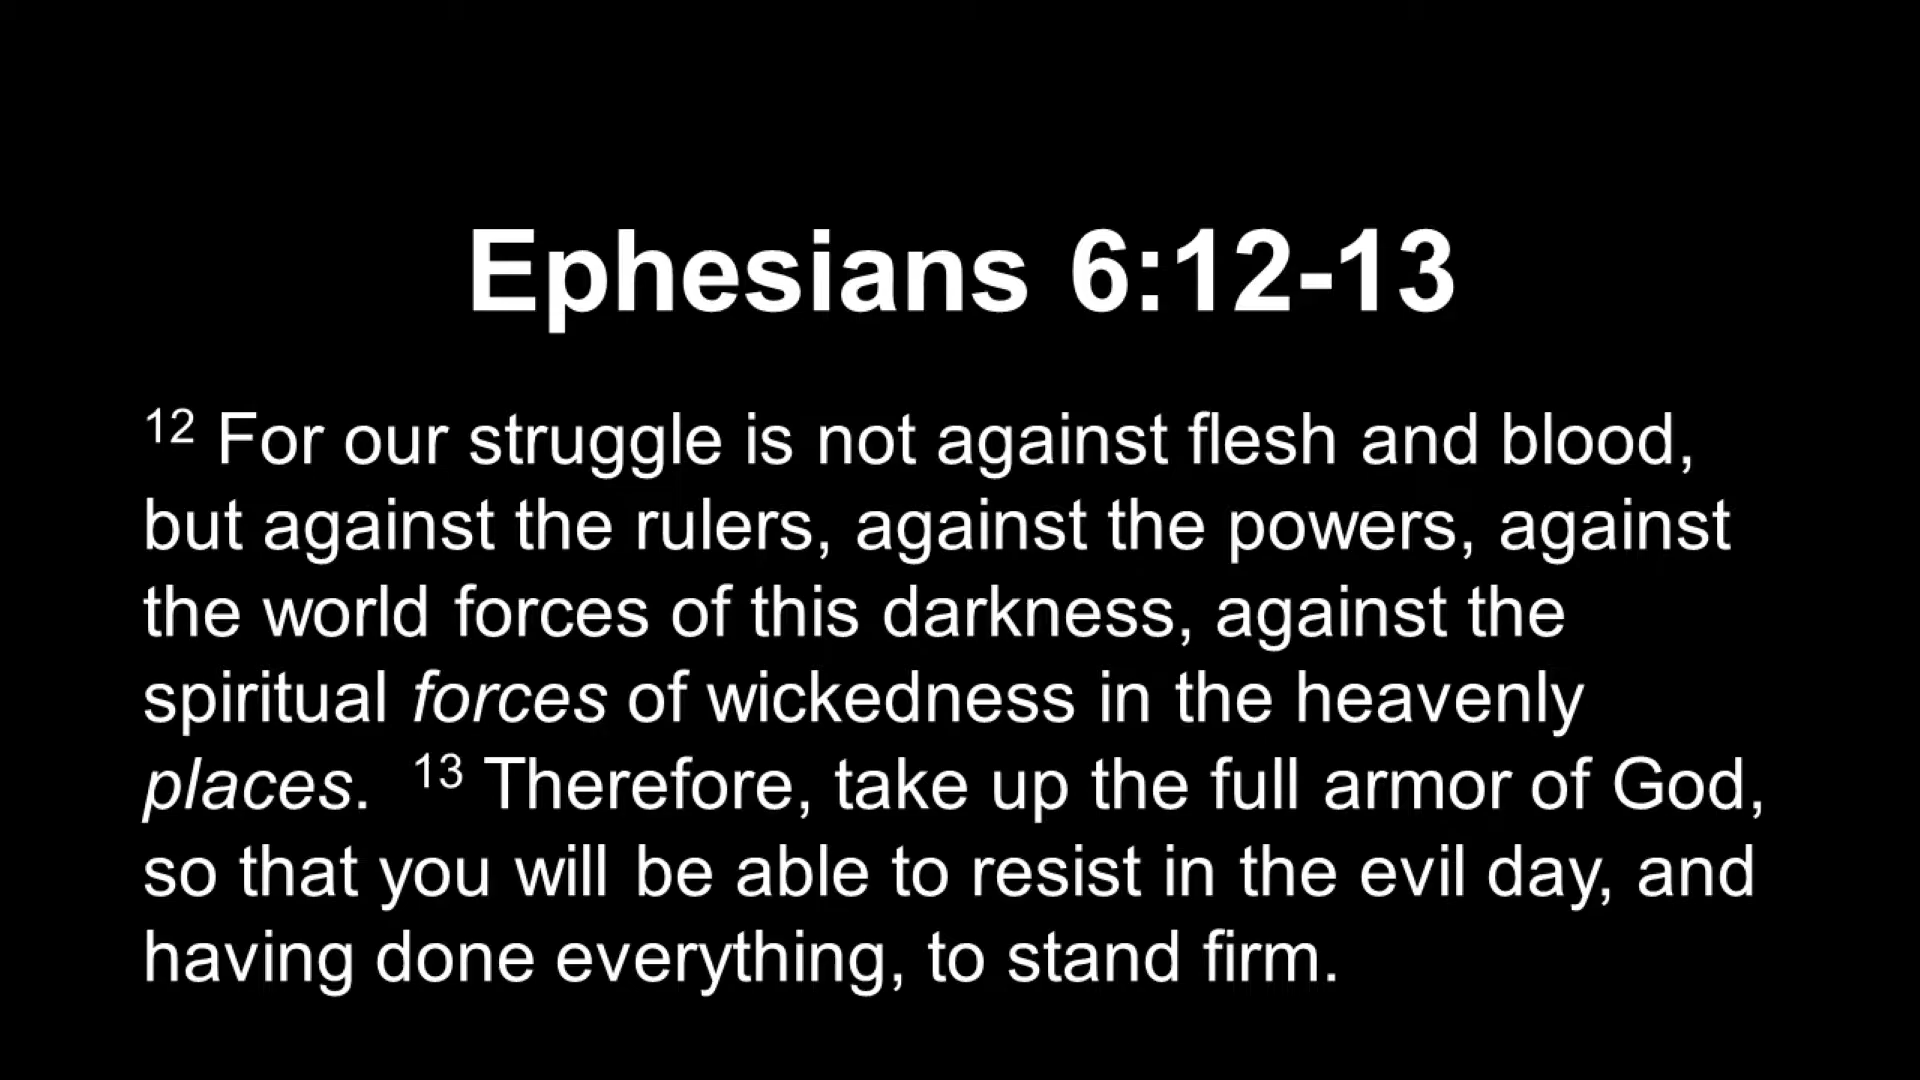 Ephesians 6:12-13
12 For our struggle is not against flesh and blood,
but against the rulers, against the powers, against
the world forces of this darkness, against the
spiritual forces of wickedness in the heavenly
places. 13 Therefore, take up the full armor of God,
so that you will be able to resist in the evil day, and
having done everything, to stand firm.